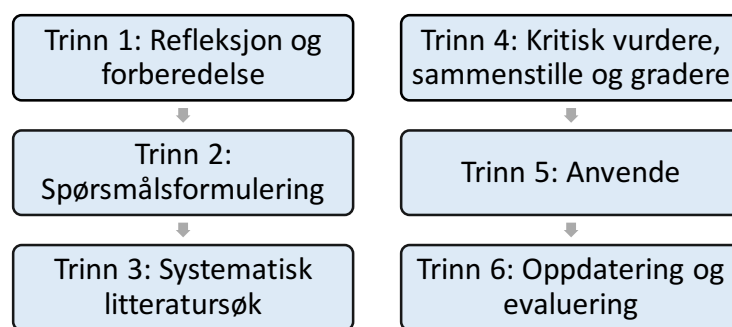 Trinn 1: Refleksjon og
forberedelse
Trinn 2:
Spørsmålsformulering
Trinn 3: Systematisk
litteratursøk
Trinn 4: Kritisk vurdere,
sammenstille og gradere
Trinn 5: Anvende
Trinn 6: Oppdatering og
evaluering